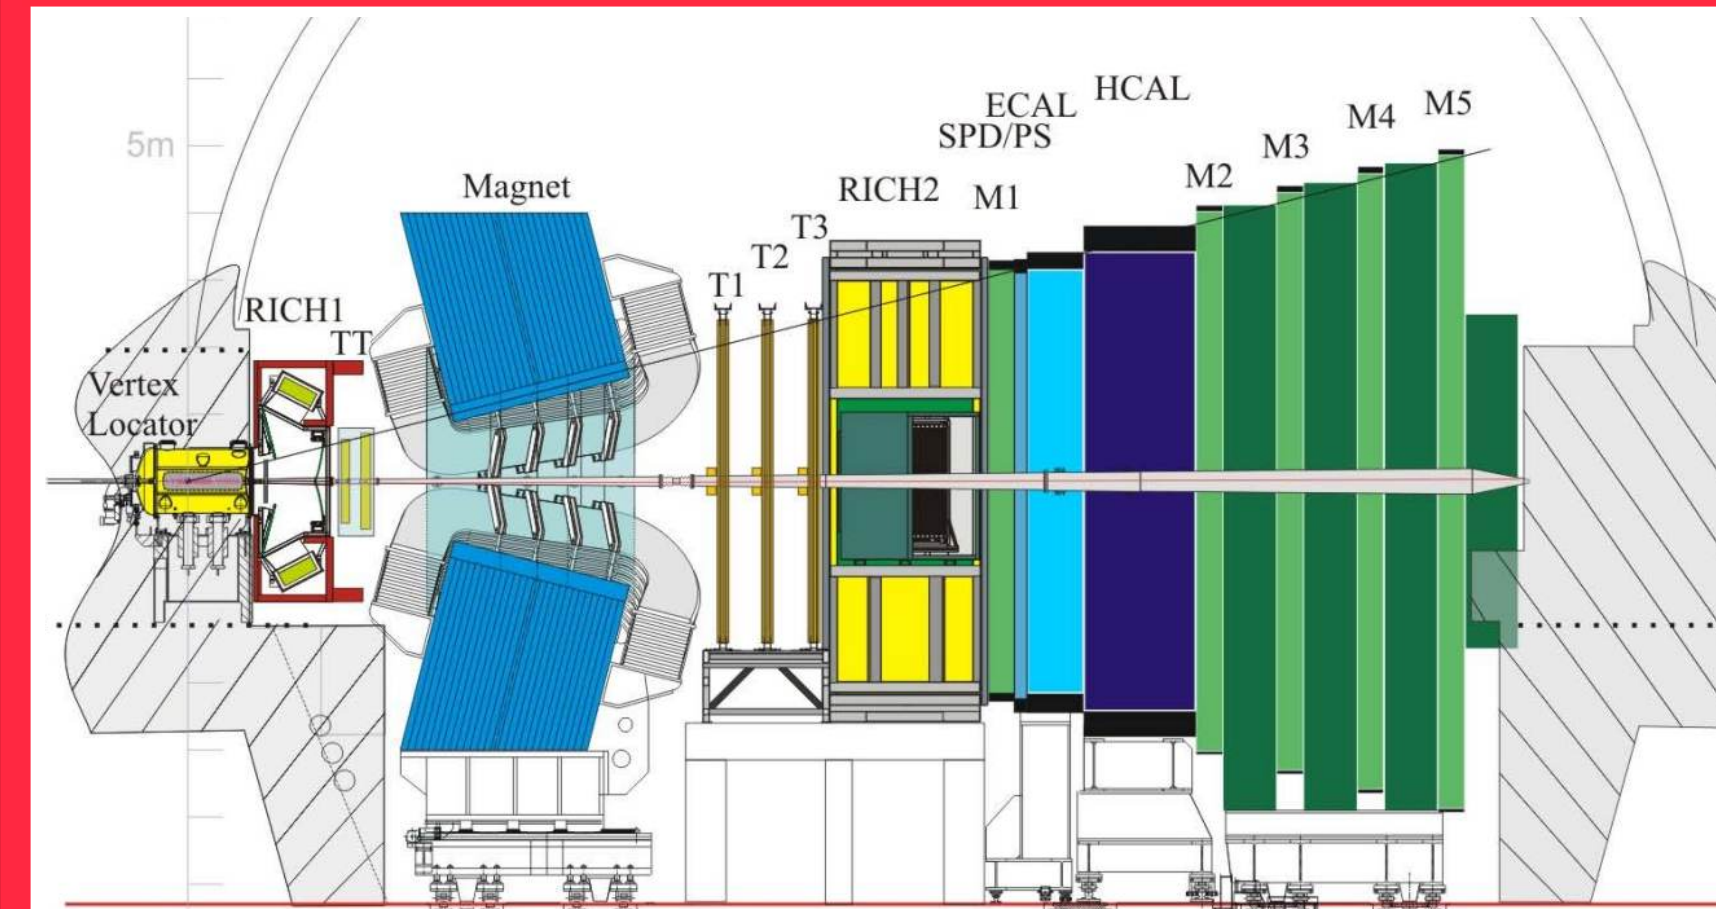 5m
Magnet
RICH1
TT
Vertex
Locator
T1
T2
T3
RICH2
M1
SPD/PS
ECAL
HCAL
M2
M3
M4
M5